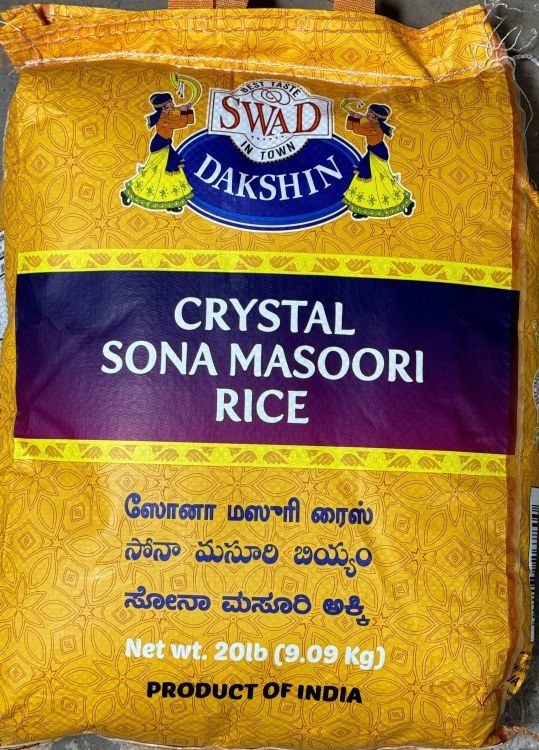 BEST TASTE
SWAD
IN TOWN
DAKSHIN
CRYSTAL
SONA MASOORI
RICE
ஸோனா மஸுரி ரைஸ்
సోనా మసూరి బియ్యం
ಸೋನಾ ಮಸೂರಿ ಅಕ್ಕಿ
Net wt. 20lb (9.09 Kg)
PRODUCT OF INDIA